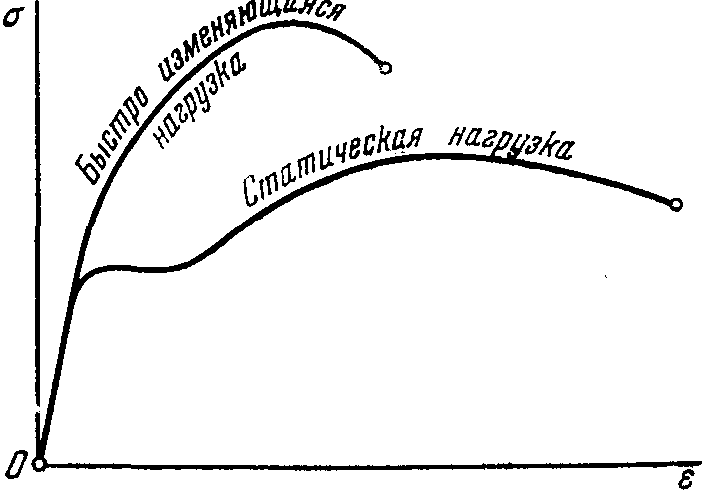 σ
Быстро изменяющаяся
нагрузка
Статическая нагрузка
0
ε